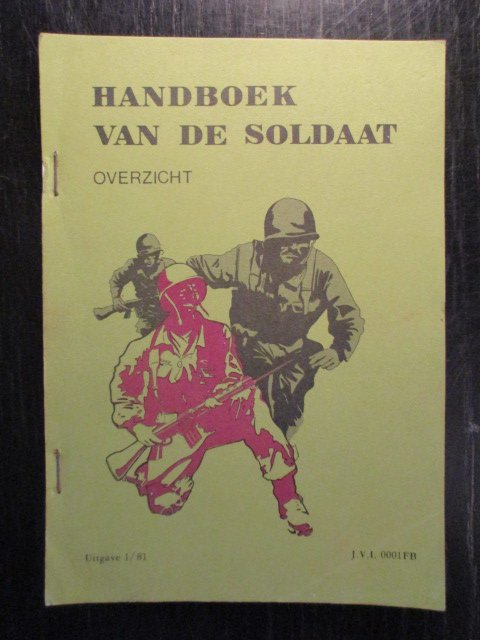 HANDBOEK
VAN DE SOLDAAT
OVERZICHT
Uitgave 1/81
J.V.I. 0001FB